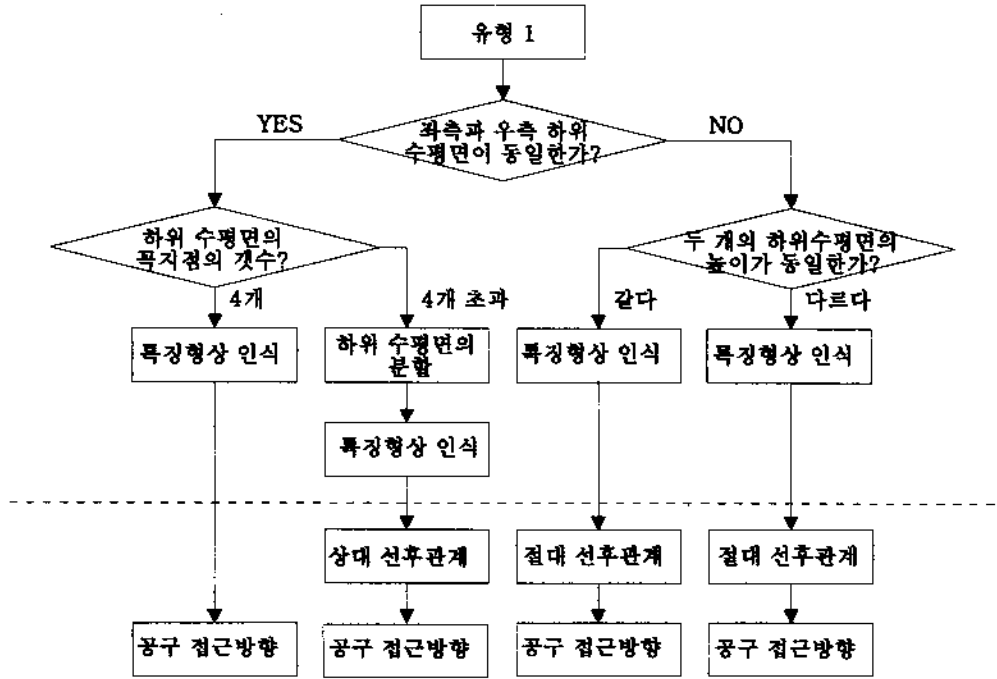 유형 I
YES
NO
좌측과 우측 하위
수평면이 동일한가?
하위 수평면의
꼭지점의 갯수?
두 개의 하위수평면의
높이가 동일한가?
4개
4개 초과
같다
다르다
특징형상 인식
하위 수평면의
분할
특징형상 인식
특징형상 인식
특징형상 인식
상대 선후관계
절대 선후관계
절대 선후관계
공구 접근방향
공구 접근방향
공구 접근방향
공구 접근방향